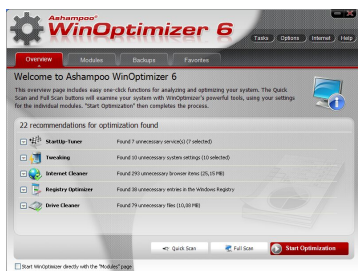 Ashampoo®
WinOptimizer 6
Tasks
Options
Internet
Help
Overview
Modules
Backups
Favorites
Welcome to Ashampoo WinOptimizer 6
This overview page includes easy one-click functions for analyzing and optimizing your system. The Quick
Scan and Full Scan buttons will examine your system with WinOptimizer's powerful tools, using your settings
for the individual modules. "Start Optimization" then completes the process.
22 recommendations for optimization found
StartUp-Tuner Found 7 unnecessary service(s) (7 selected)
Tweaking Found 10 unnecessary system settings (10 selected)
Internet Cleaner Found 293 unnecessary browser items (25,15 MB)
Registry Optimizer Found 38 unnecessary entries in the Windows Registry
Drive Cleaner Found 79 unnecessary files (10,88 MB)
Quick Scan
Full Scan
Start Optimization
Start WinOptimizer directly with the "Modules" page